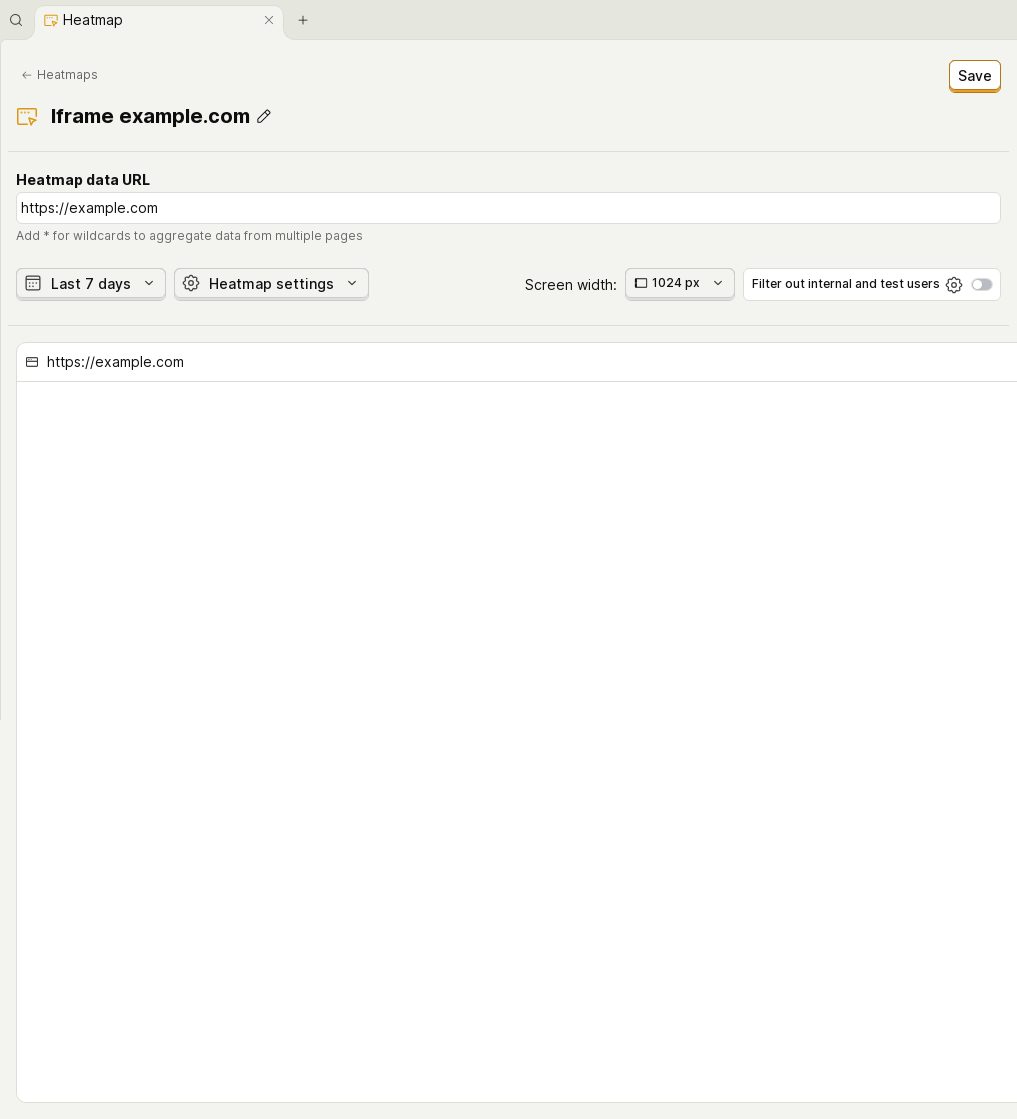 Heatmap
Heatmaps
Save
Iframe example.com
Heatmap data URL
https://example.com
Add * for wildcards to aggregate data from multiple pages
Last 7 days
Heatmap settings
Screen width:
1024 px
Filter out internal and test users
https://example.com